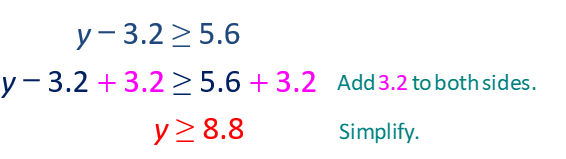 y − 3.2 ≥ 5.6
y − 3.2 + 3.2 ≥ 5.6 + 3.2 Add 3.2 to both sides.
y ≥ 8.8 Simplify.